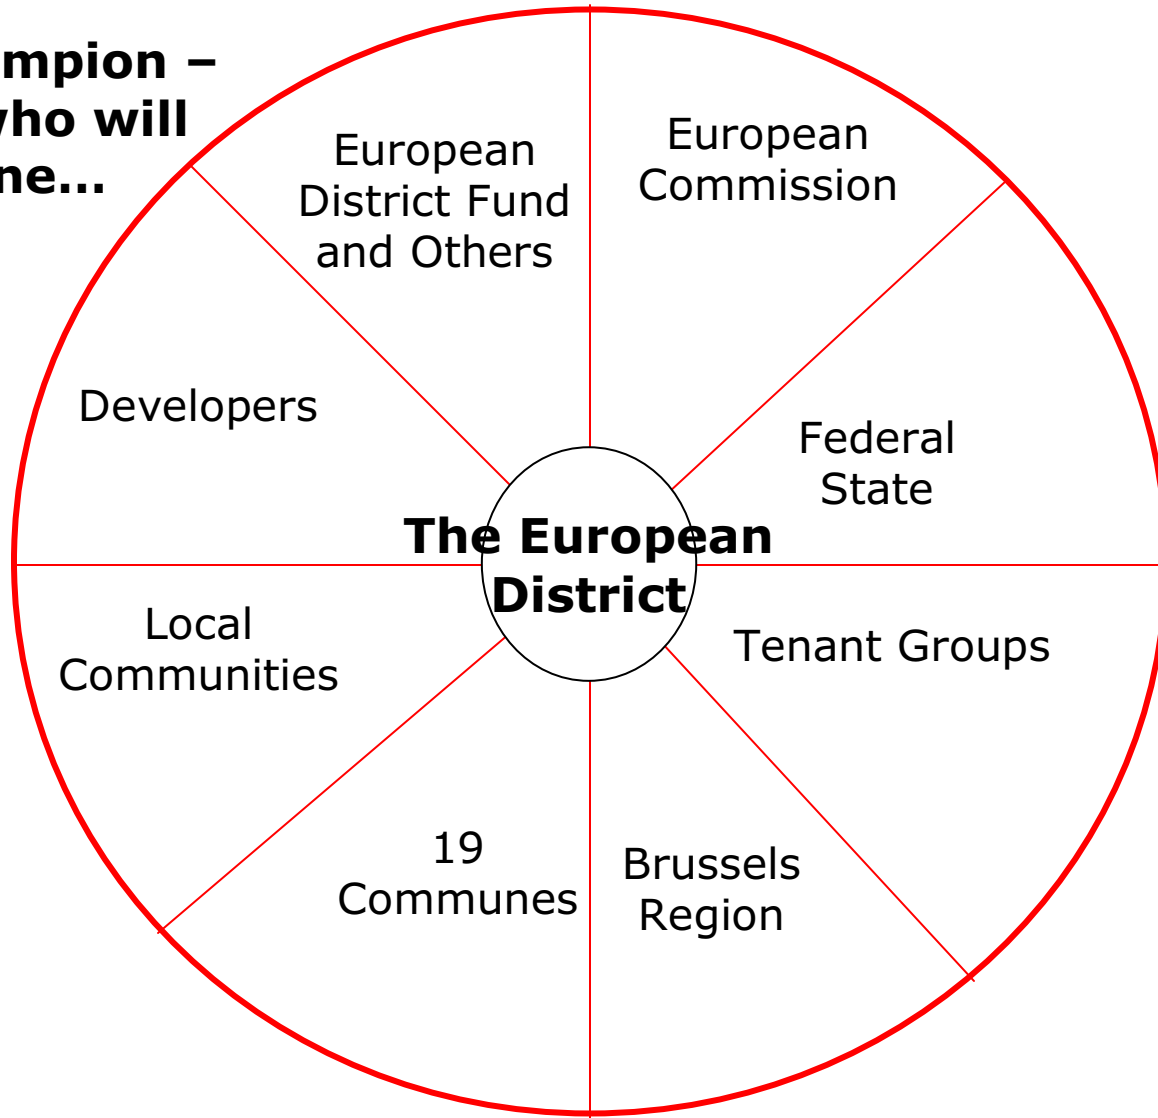 mpion –
who will
ne...
European
District Fund
and Others
European
Commission
Developers
Federal
State
The European
District
Local
Communities
Tenant Groups
19
Communes
Brussels
Region